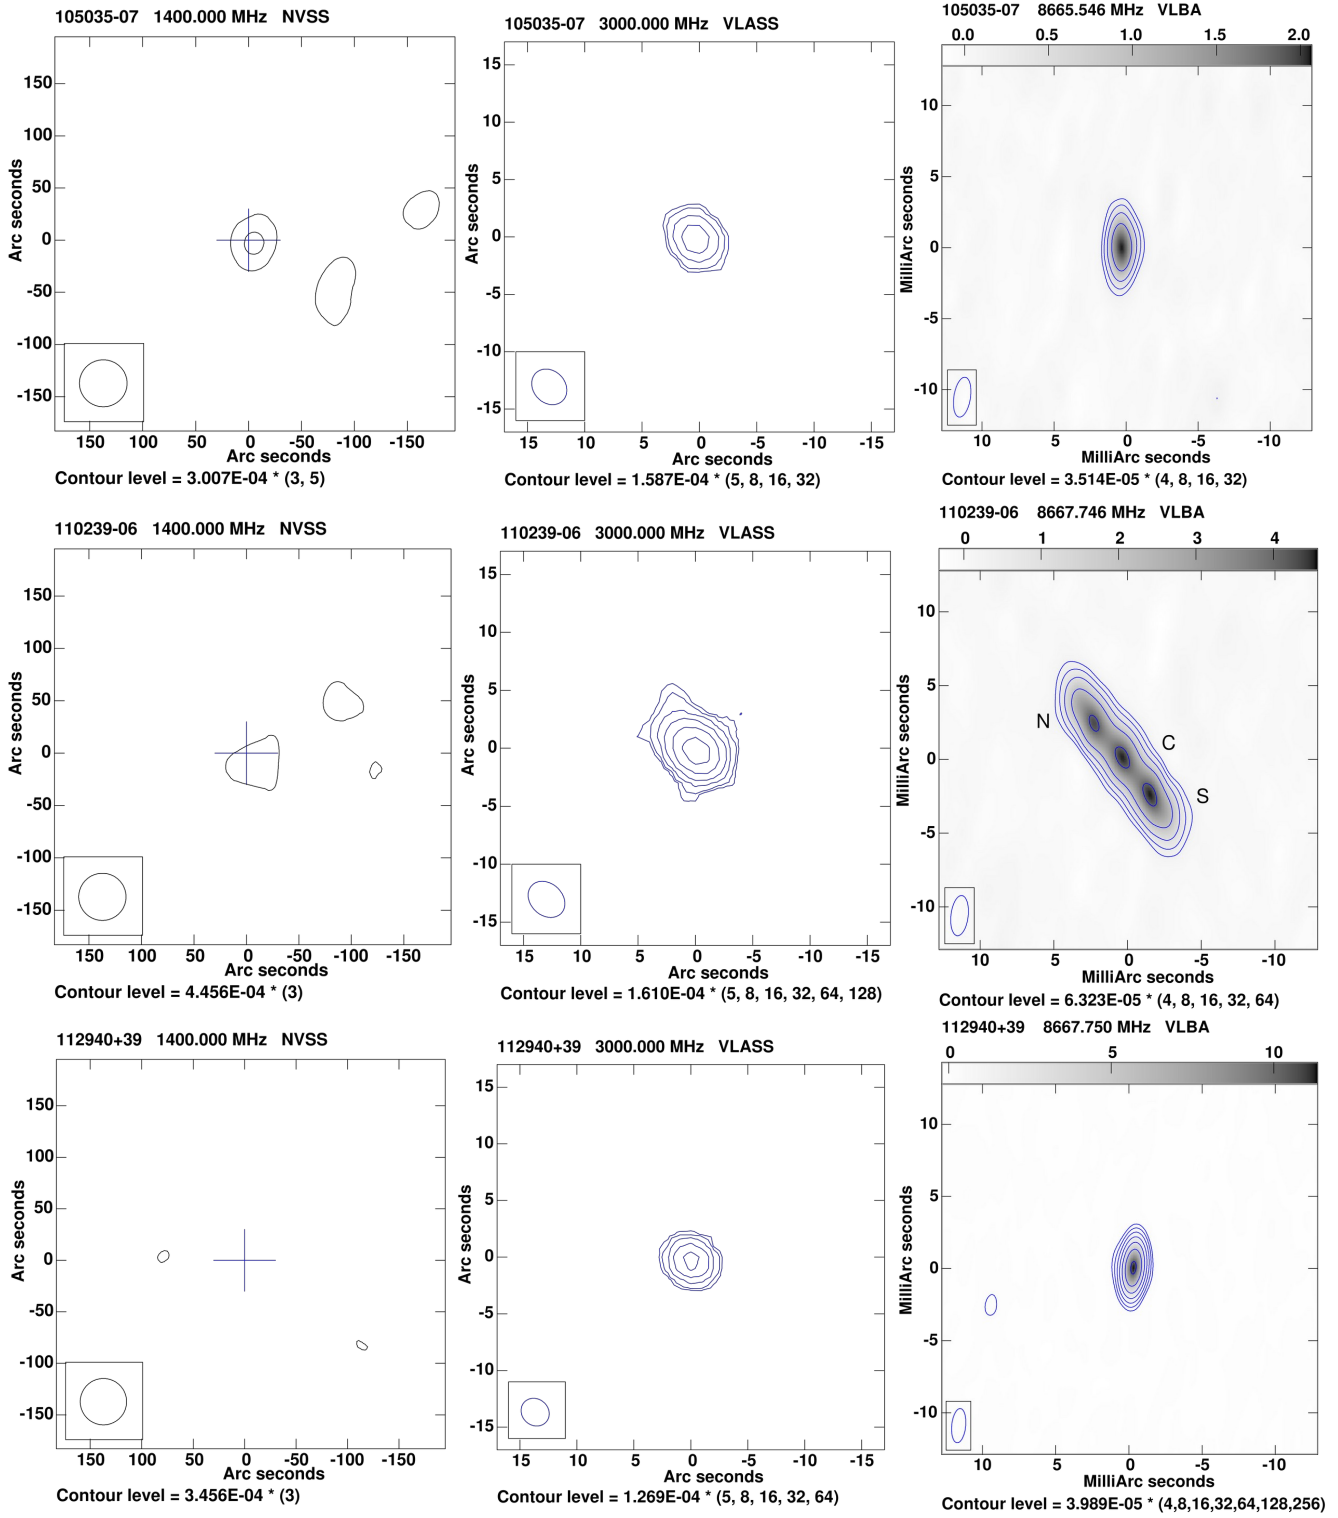 105035-07 1400.000 MHz NVSS
150
100
50
0
-50
-100
-150
Arc seconds
150 100 50 0 -50 -100 -150
Arc seconds
Contour level = 3.007E-04 * (3, 5)
105035-07 3000.000 MHz VLASS
15
10
5
0
-5
-10
-15
Arc seconds
15 10 5 0 -5 -10 -15
Arc seconds
Contour level = 1.587E-04 * (5, 8, 16, 32)
105035-07 8665.546 MHz VLBA
0.0 0.5 1.0 1.5 2.0
10
5
0
-5
-10
MilliArc seconds
10 5 0 -5 -10
MilliArc seconds
Contour level = 3.514E-05 * (4, 8, 16, 32)
110239-06 1400.000 MHz NVSS
150
100
50
0
-50
-100
-150
Arc seconds
150 100 50 0 -50 -100 -150
Arc seconds
Contour level = 4.456E-04 * (3)
110239-06 3000.000 MHz VLASS
15
10
5
0
-5
-10
-15
Arc seconds
15 10 5 0 -5 -10 -15
Arc seconds
Contour level = 1.610E-04 * (5, 8, 16, 32, 64, 128)
110239-06 8667.746 MHz VLBA
0 1 2 3 4
10
5
0
-5
-10
MilliArc seconds
N
C
S
10 5 0 -5 -10
MilliArc seconds
Contour level = 6.323E-05 * (4, 8, 16, 32, 64)
112940+39 1400.000 MHz NVSS
150
100
50
0
-50
-100
-150
Arc seconds
150 100 50 0 -50 -100 -150
Arc seconds
Contour level = 3.456E-04 * (3)
112940+39 3000.000 MHz VLASS
15
10
5
0
-5
-10
-15
Arc seconds
15 10 5 0 -5 -10 -15
Arc seconds
Contour level = 1.269E-04 * (5, 8, 16, 32, 64)
112940+39 8667.750 MHz VLBA
0 5 10
10
5
0
-5
-10
MilliArc seconds
10 5 0 -5 -10
MilliArc seconds
Contour level = 3.989E-05 * (4,8,16,32,64,128,256)